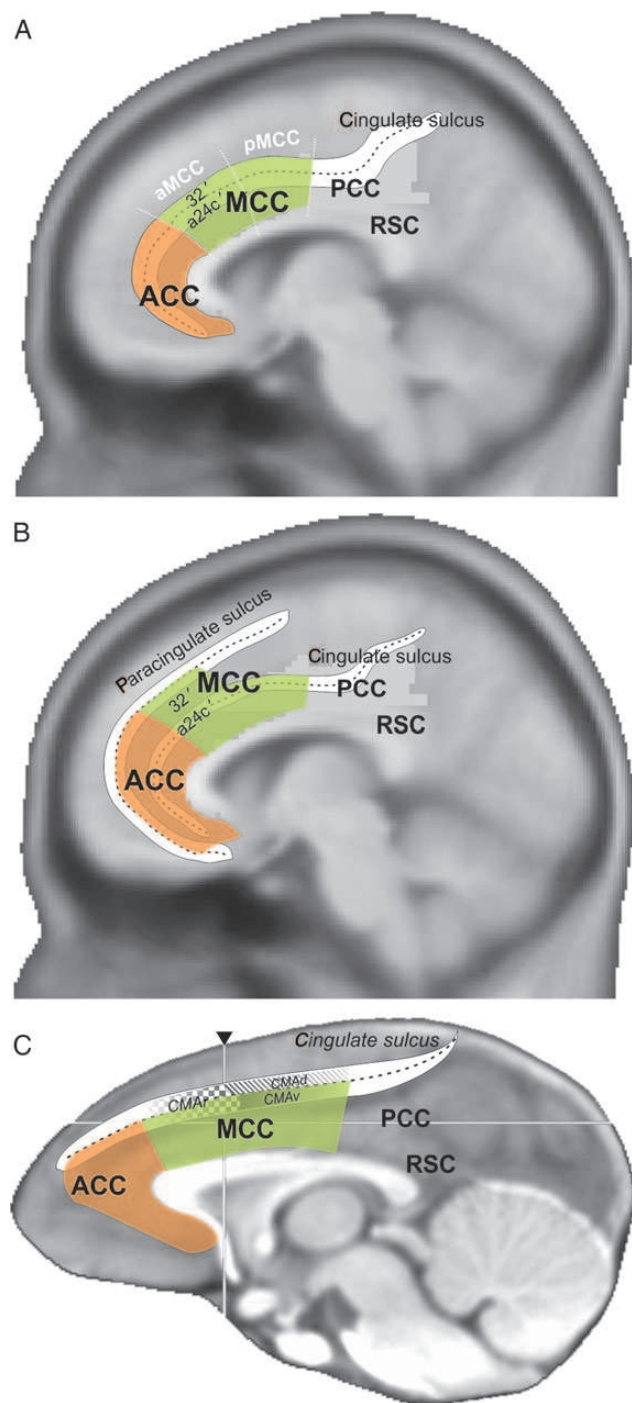 A
Cingulate sulcus
pMCC
aMCC
32'
a24c'
MCC
PCC
RSC
ACC
B
Paracingulate sulcus
Cingulate sulcus
MCC
32'
a24c'
PCC
RSC
ACC
C
Cingulate sulcus
CMAd
CMAr
CMAv
MCC
PCC
RSC
ACC